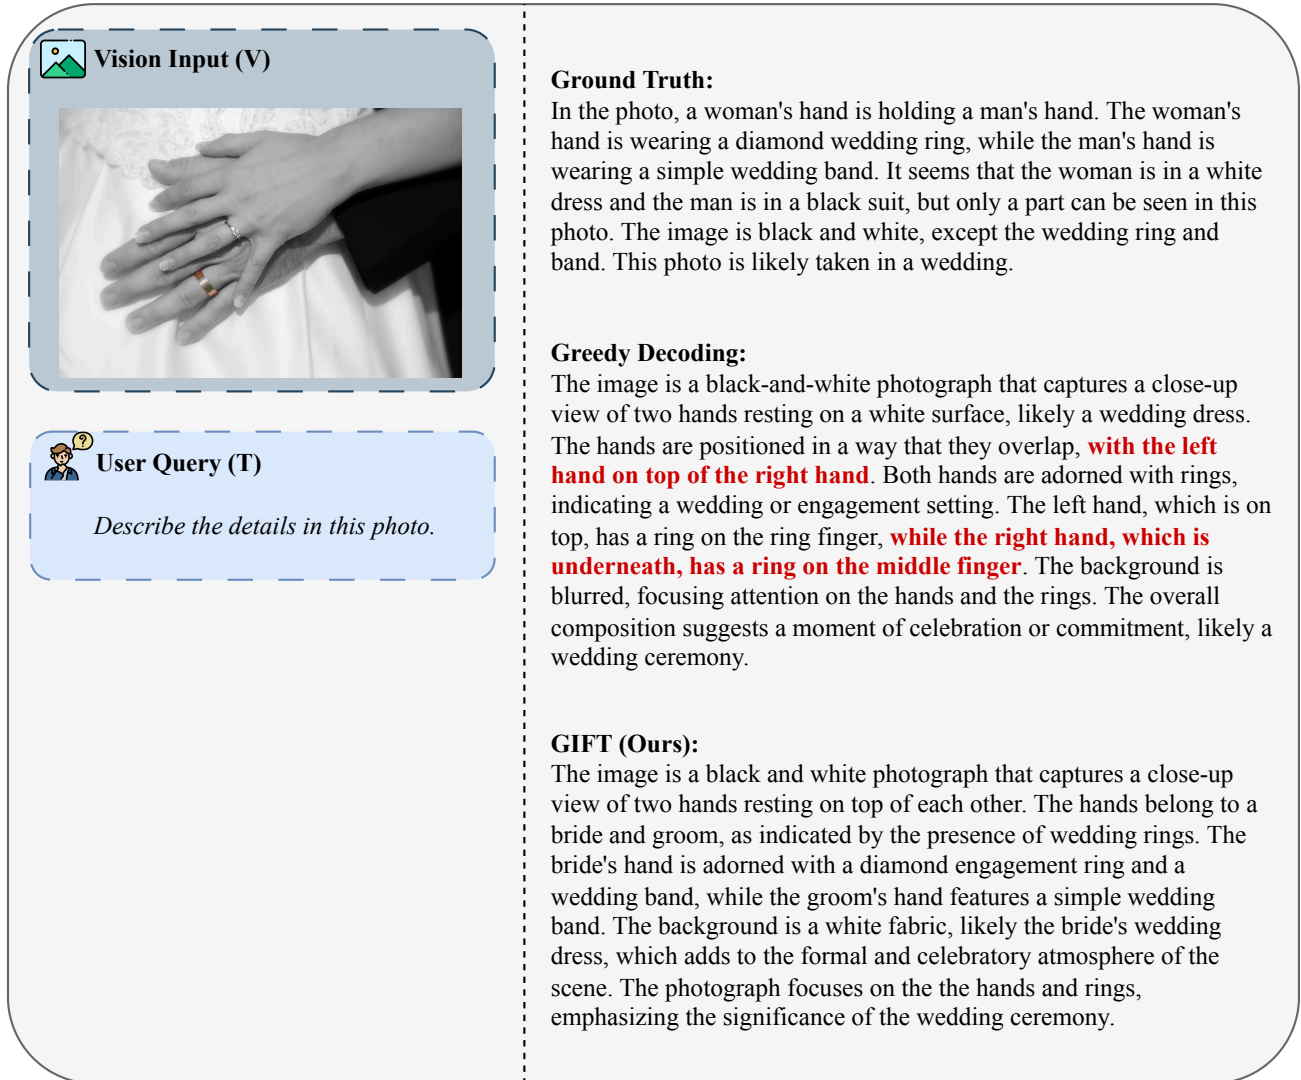 Vision Input (V)
User Query (T)
Describe the details in this photo.
Ground Truth:
In the photo, a woman's hand is holding a man's hand. The woman's
hand is wearing a diamond wedding ring, while the man's hand is
wearing a simple wedding band. It seems that the woman is in a white
dress and the man is in a black suit, but only a part can be seen in this
photo. The image is black and white, except the wedding ring and
band. This photo is likely taken in a wedding.
Greedy Decoding:
The image is a black-and-white photograph that captures a close-up
view of two hands resting on a white surface, likely a wedding dress.
The hands are positioned in a way that they overlap, with the left
hand on top of the right hand. Both hands are adorned with rings,
indicating a wedding or engagement setting. The left hand, which is on
top, has a ring on the ring finger, while the right hand, which is
underneath, has a ring on the middle finger. The background is
blurred, focusing attention on the hands and the rings. The overall
composition suggests a moment of celebration or commitment, likely a
wedding ceremony.
GIFT (Ours):
The image is a black and white photograph that captures a close-up
view of two hands resting on top of each other. The hands belong to a
bride and groom, as indicated by the presence of wedding rings. The
bride's hand is adorned with a diamond engagement ring and a
wedding band, while the groom's hand features a simple wedding
band. The background is a white fabric, likely the bride's wedding
dress, which adds to the formal and celebratory atmosphere of the
scene. The photograph focuses on the the hands and rings,
emphasizing the significance of the wedding ceremony.